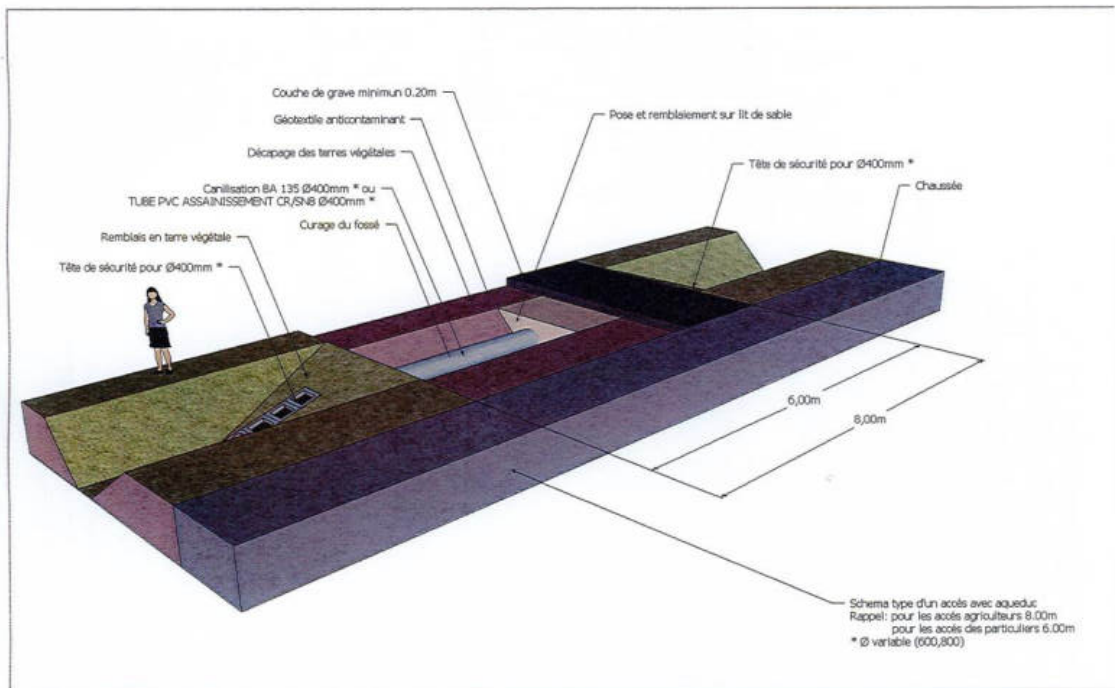 Couche de grave minimun 0.20m
Pose et remblaiement sur lit de sable
Géotextile anticontaminant
Décapage des terres végétales
Tête de sécurité pour Ø400mm *
Canilisation BA 135 Ø400mm * ou
TUBE PVC ASSAINISSEMENT CR/SN8 Ø400mm *
Chaussée
Curage du fossé
Remblais en terre végétale
Tête de sécurité pour Ø400mm *
6,00m
8,00m
Schema type d'un accés avec aqueduc
Rappel: pour les accés agriculteurs 8.00m
pour les accés des particuliers 6.00m
* Ø variable (600,800)